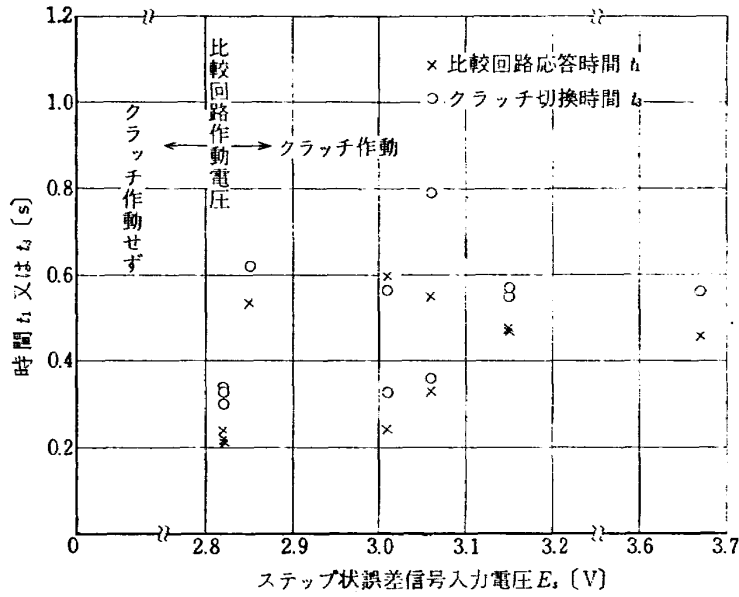 1.2
比較回路作動電圧
× 比較回路応答時間 t₁
○ クラッチ切換時間 t₃
1.0
クラッチ作動せず
クラッチ作動
0.8
0.6
0.4
0.2
時間 t₁ 又は t₃〔s〕
0 2.8 2.9 3.0 3.1 3.6 3.7
ステップ状誤差信号入力電圧 Eₛ〔V〕